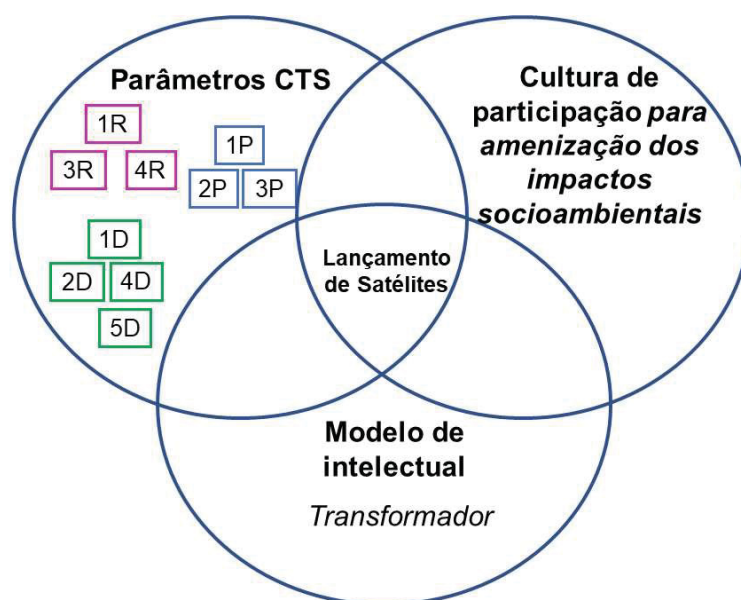 Parâmetros CTS
1R
3R 4R
1P
2P 3P
1D
2D 4D
5D
Cultura de
participação para
amenização dos
impactos
socioambientais
Lançamento
de Satélites
Modelo de
intelectual
Transformador